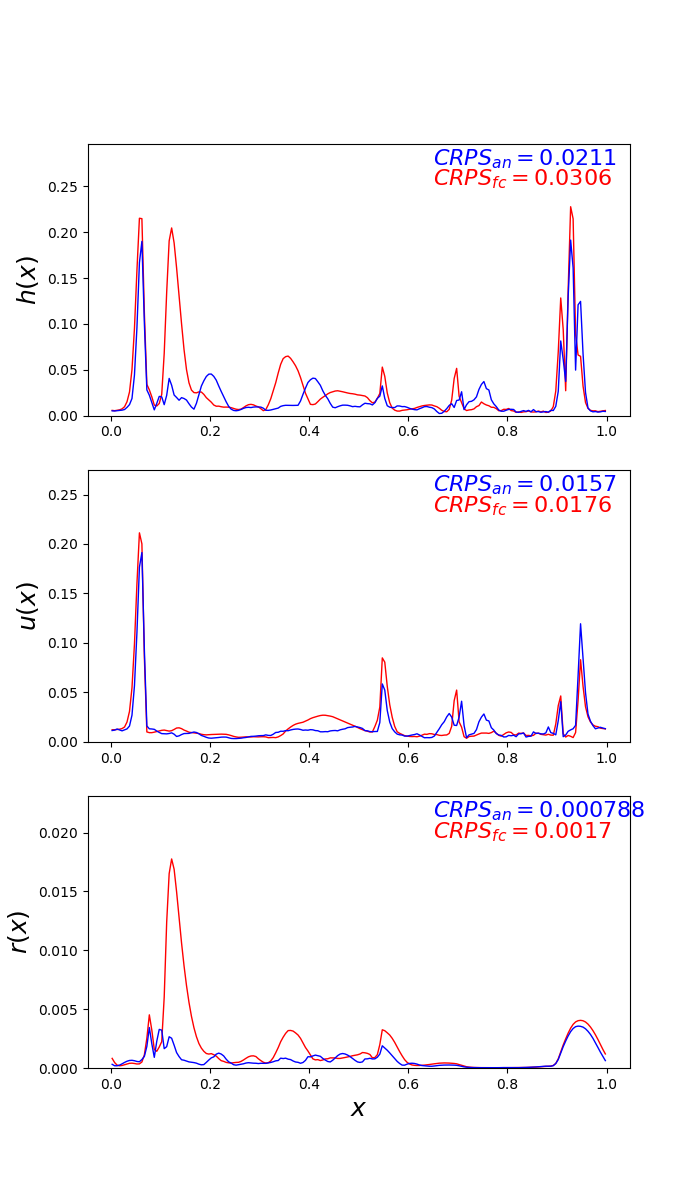 CRPS_an = 0.0211
CRPS_fc = 0.0306
h(x)
0.25
0.20
0.15
0.10
0.05
0.00
0.0 0.2 0.4 0.6 0.8 1.0
CRPS_an = 0.0157
CRPS_fc = 0.0176
u(x)
0.25
0.20
0.15
0.10
0.05
0.00
0.0 0.2 0.4 0.6 0.8 1.0
CRPS_an = 0.000788
CRPS_fc = 0.0017
r(x)
0.020
0.015
0.010
0.005
0.000
0.0 0.2 0.4 0.6 0.8 1.0
x